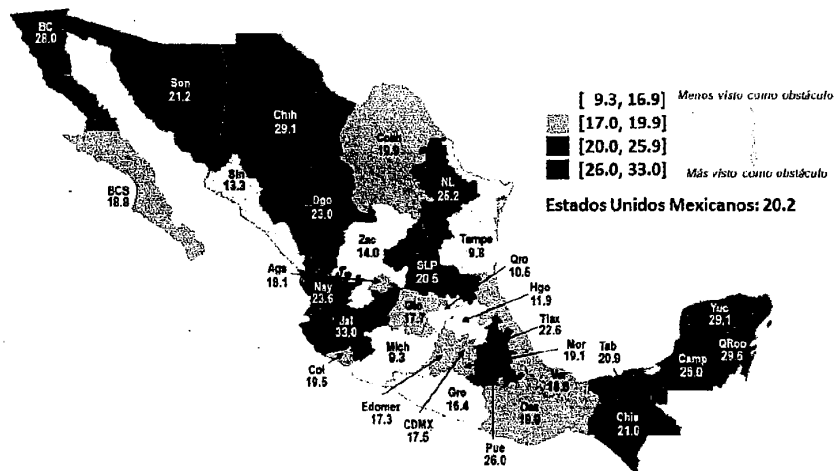 BC
28.0
Son
21.2
Chih
29.1
Coah
BCS
18.8
Sin
13.3
Dgo
23.0
NL
Zac
14.0
Tamps
9.8
SLP
20.5
Ags
18.1
Nay
23.6
Jal
33.0
Gto
17.7
Qro
10.5
Hgo
11.9
Tlax
22.6
Mor
19.1
Mich
9.3
Col
19.5
Edomex
17.3
CDMX
17.5
Gro
16.4
Pue
26.0
Ver
Oax
Tab
20.9
Chis
21.0
Camp
25.0
Yuc
29.1
QRoo
29.6
[ 9.3, 16.9] Menos visto como obstáculo
[17.0, 19.9]
[20.0, 25.9]
[26.0, 33.0] Más visto como obstáculo
Estados Unidos Mexicanos: 20.2